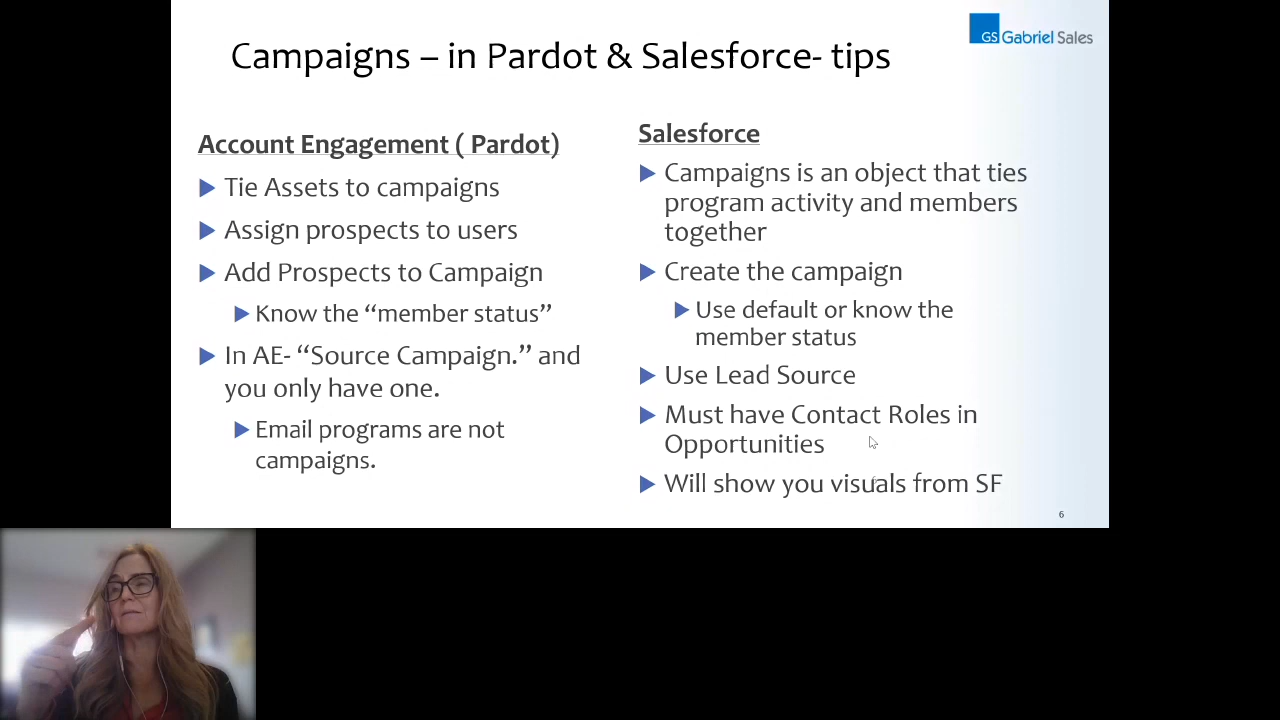 Campaigns – in Pardot & Salesforce- tips
GS Gabriel Sales
Account Engagement ( Pardot)
Tie Assets to campaigns
Assign prospects to users
Add Prospects to Campaign
Know the “member status”
In AE- “Source Campaign.” and
you only have one.
Email programs are not
campaigns.
Salesforce
Campaigns is an object that ties
program activity and members
together
Create the campaign
Use default or know the
member status
Use Lead Source
Must have Contact Roles in
Opportunities
Will show you visuals from SF
6